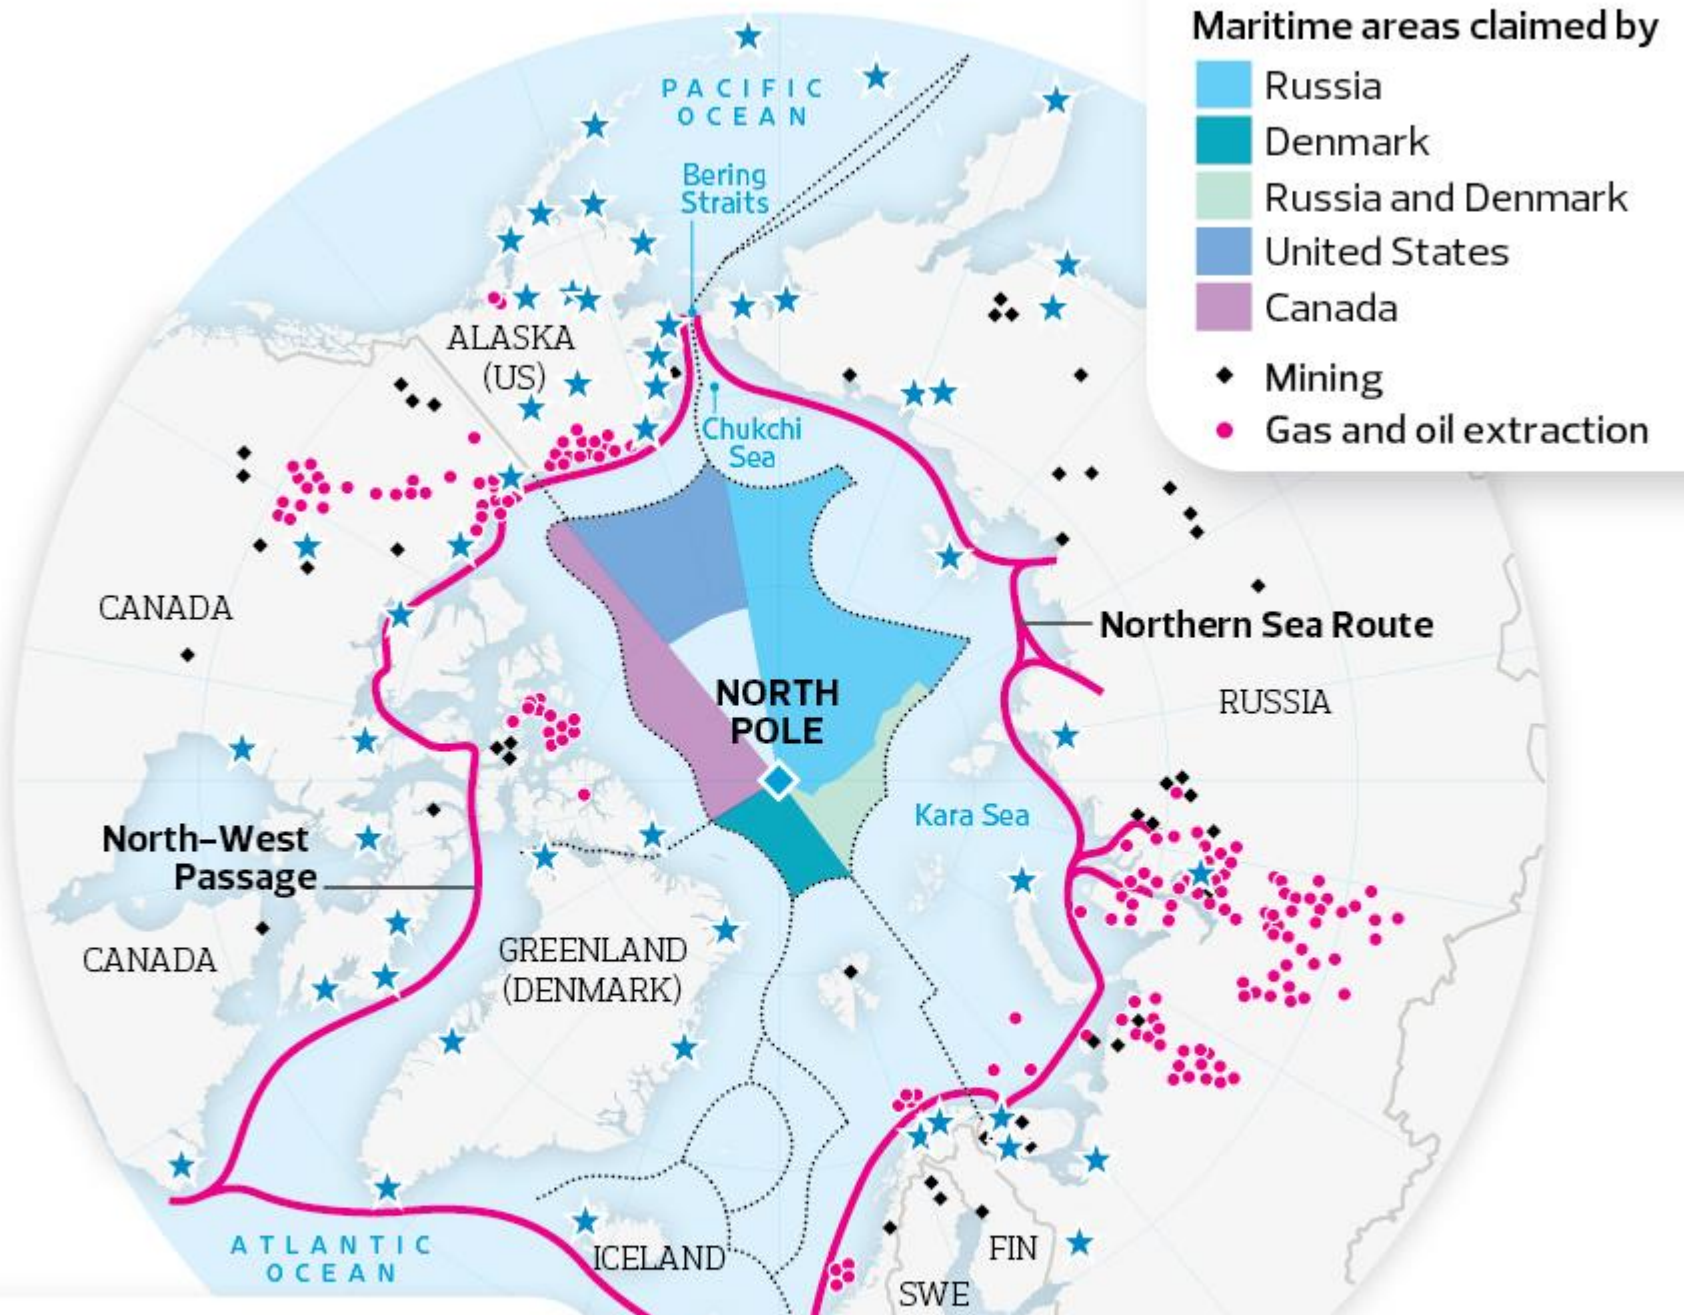 Maritime areas claimed by
Russia
Denmark
Russia and Denmark
United States
Canada
Mining
Gas and oil extraction
PACIFIC
OCEAN
Bering
Straits
ALASKA
(US)
Chukchi
Sea
CANADA
Northern Sea Route
NORTH
POLE
RUSSIA
Kara Sea
North-West
Passage
CANADA
GREENLAND
(DENMARK)
ATLANTIC
OCEAN
ICELAND
FIN
SWE